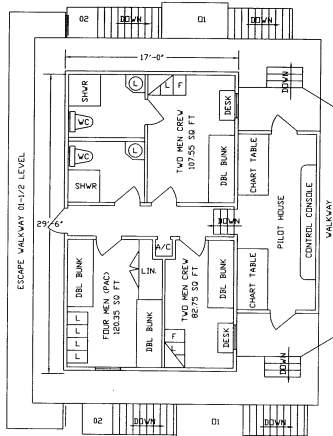 02
DOWN
01
DOWN
17'-0"
SHWR
L
L
F
DESK
DOWN
WC
TWO MEN CREW
107.55 SQ FT
DBL BUNK
CHART TABLE
WC
L
SHWR
ESCAPE WALKWAY 01-1/2 LEVEL
29'-6"
DOWN
PILOT HOUSE
CONTROL CONSOLE
WALKWAY
A/C
DBL BUNK
LIN.
FOUR MEN (PAC)
120.35 SQ FT
DBL BUNK
TWO MEN CREW
82.75 SQ FT
DBL BUNK
CHART TABLE
L
L
L
L
F
L
DESK
DOWN
02
DOWN
01
DOWN